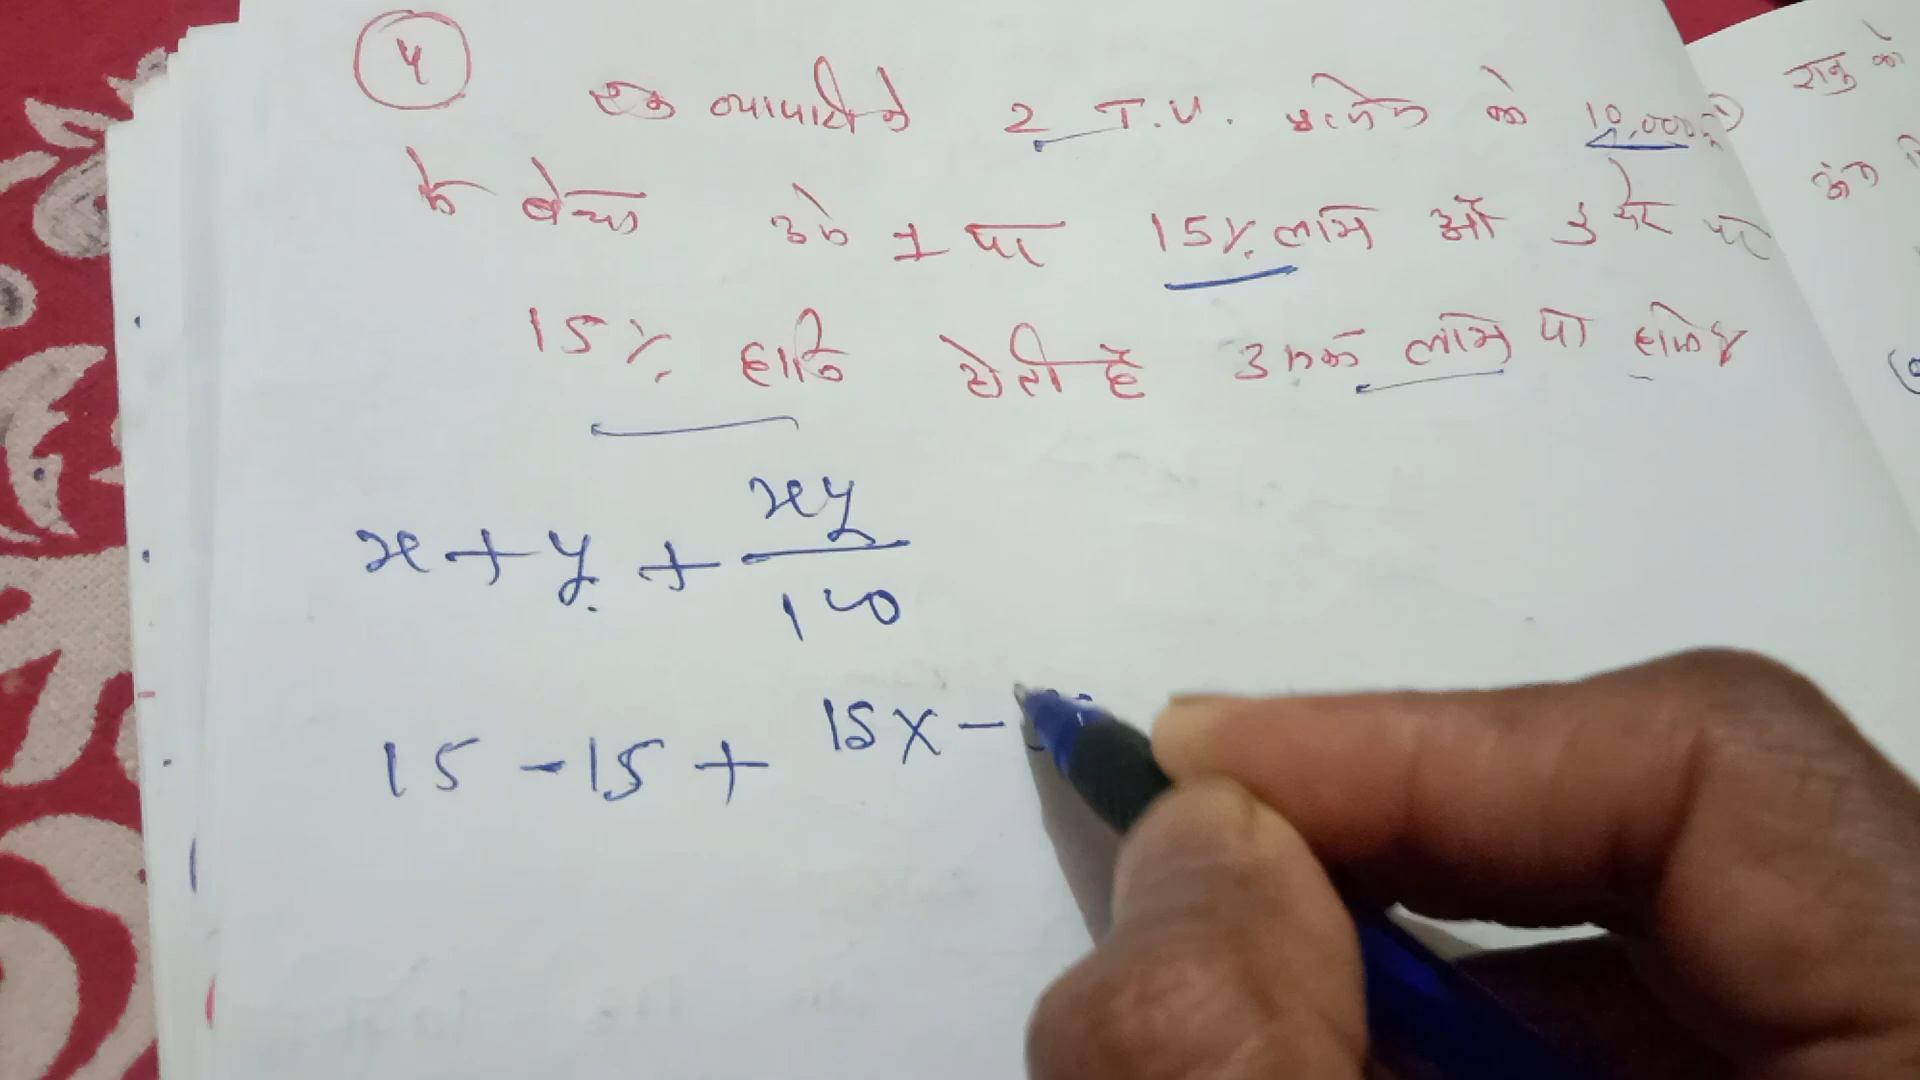 ५
एक व्यापारी ने 2 T.V. प्रत्येक को 10,000 रु राजु को
के बेचा उसे 1 पर 15% लाभ और दूसरे पर
15% हानि होती है उसके लाभ या हानि %
x + y + xy/100
15 - 15 + 15 X -